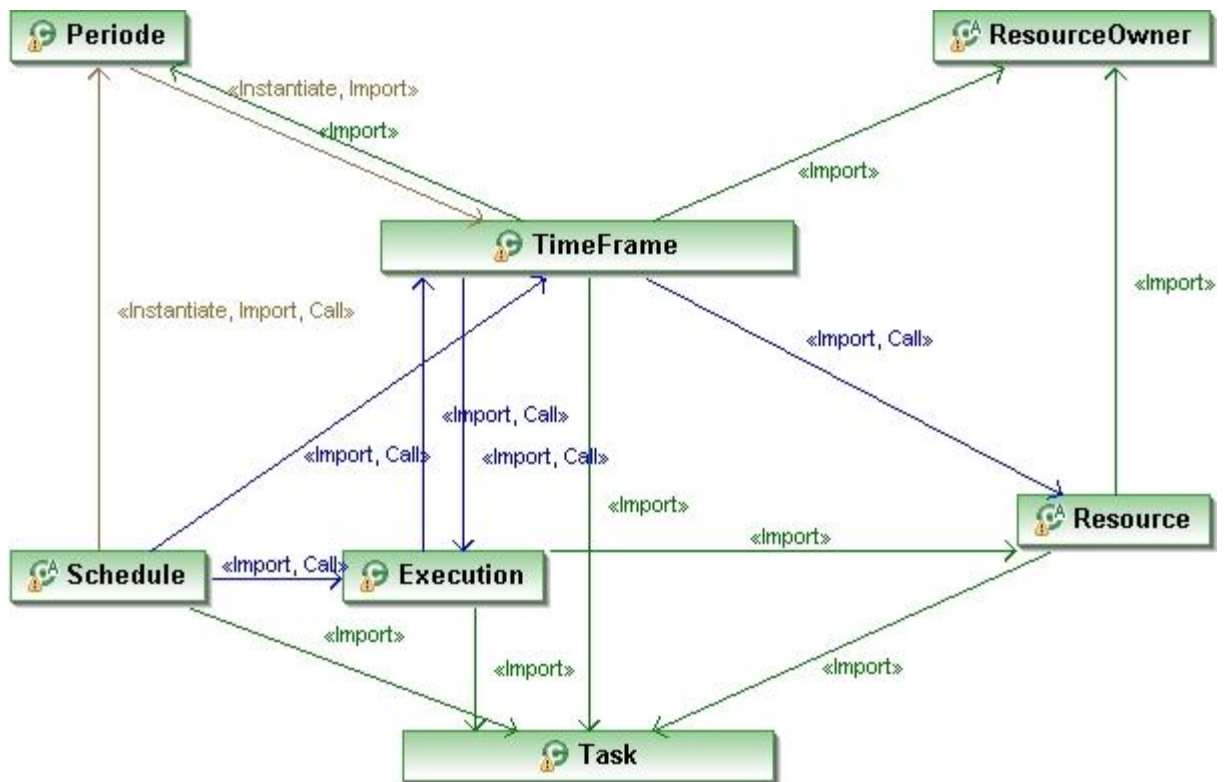 Periode
ResourceOwner
«Instantiate, Import»
«Import»
«Import»
TimeFrame
«Import»
«Instantiate, Import, Call»
«Import, Call»
«Import, Call»
«Import, Call»
«Import, Call»
«Import»
Resource
«Import»
Schedule
«Import, Call»
Execution
«Import»
«Import»
«Import»
Task